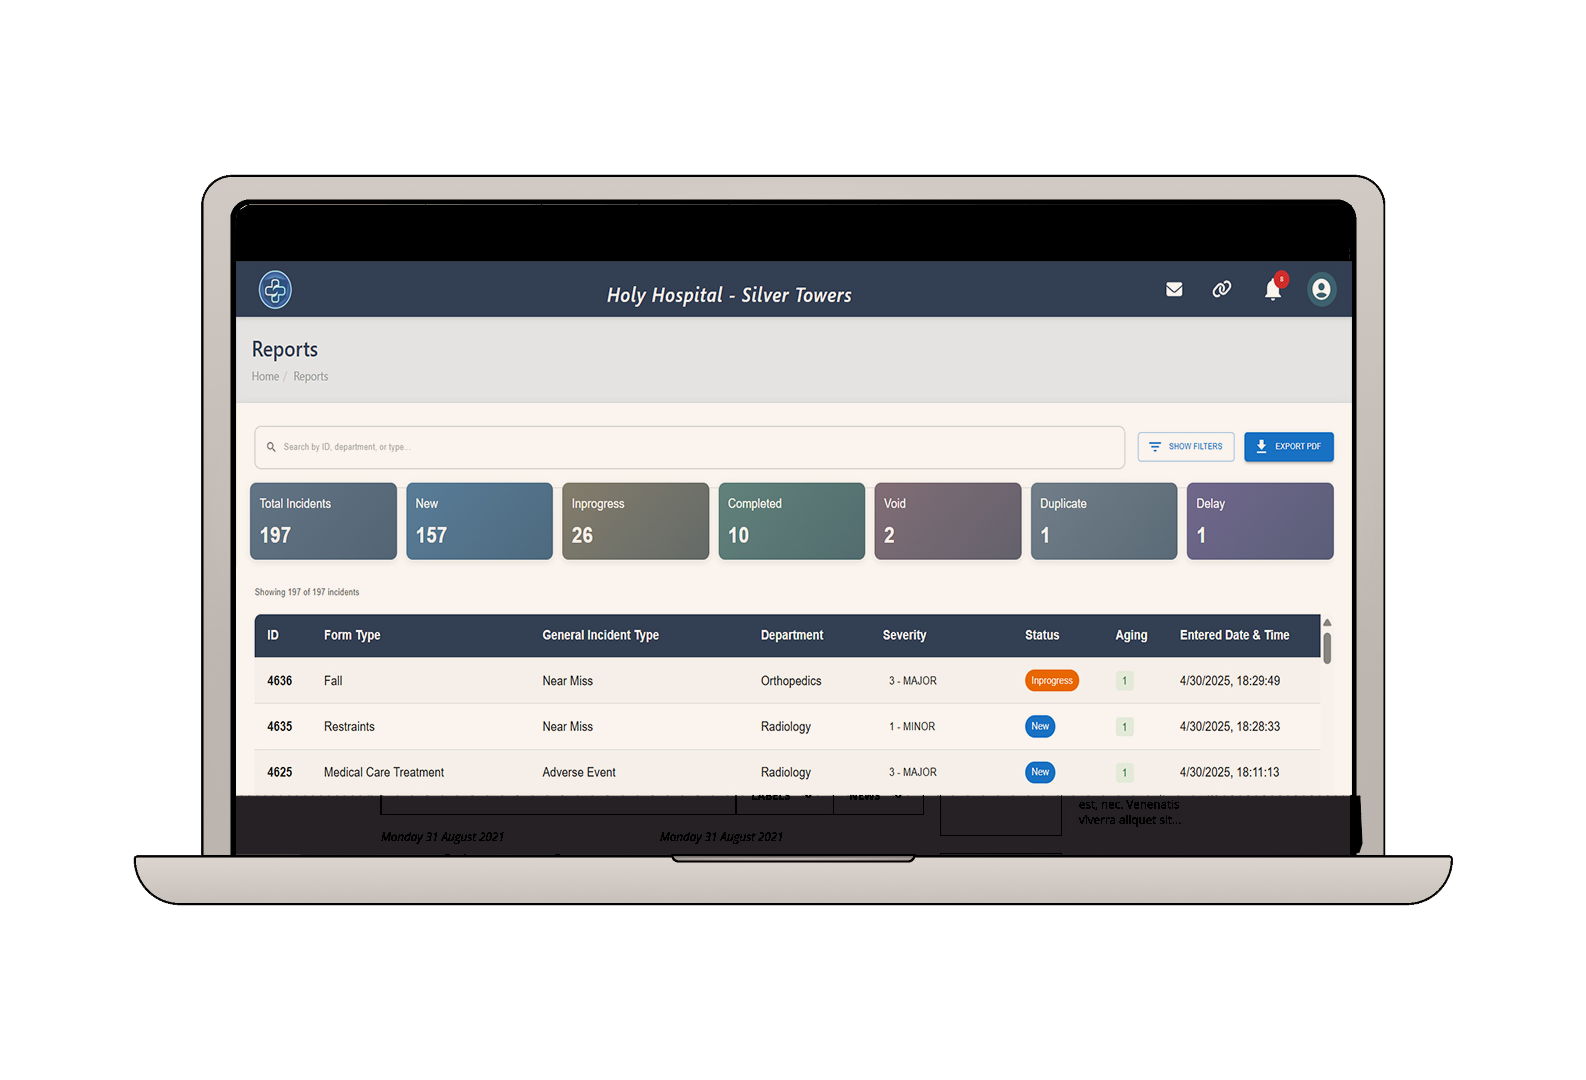 Holy Hospital - Silver Towers
Reports
Home / Reports
Search by ID, department, or type...
SHOW FILTERS
EXPORT PDF
Total Incidents New Inprogress Completed Void Duplicate Delay
197 157 26 10 2 1 1
Showing 197 of 197 incidents
ID Form Type General Incident Type Department Severity Status Aging Entered Date & Time
4636 Fall Near Miss Orthopedics 3 - MAJOR Inprogress 1 4/30/2025, 18:29:49
4635 Restraints Near Miss Radiology 1 - MINOR New 1 4/30/2025, 18:28:33
4625 Medical Care Treatment Adverse Event Radiology 3 - MAJOR New 1 4/30/2025, 18:11:13
LABELS NEWS
est, nec. Venenatis
viverra aliquet sit...
Monday 31 August 2021 Monday 31 August 2021